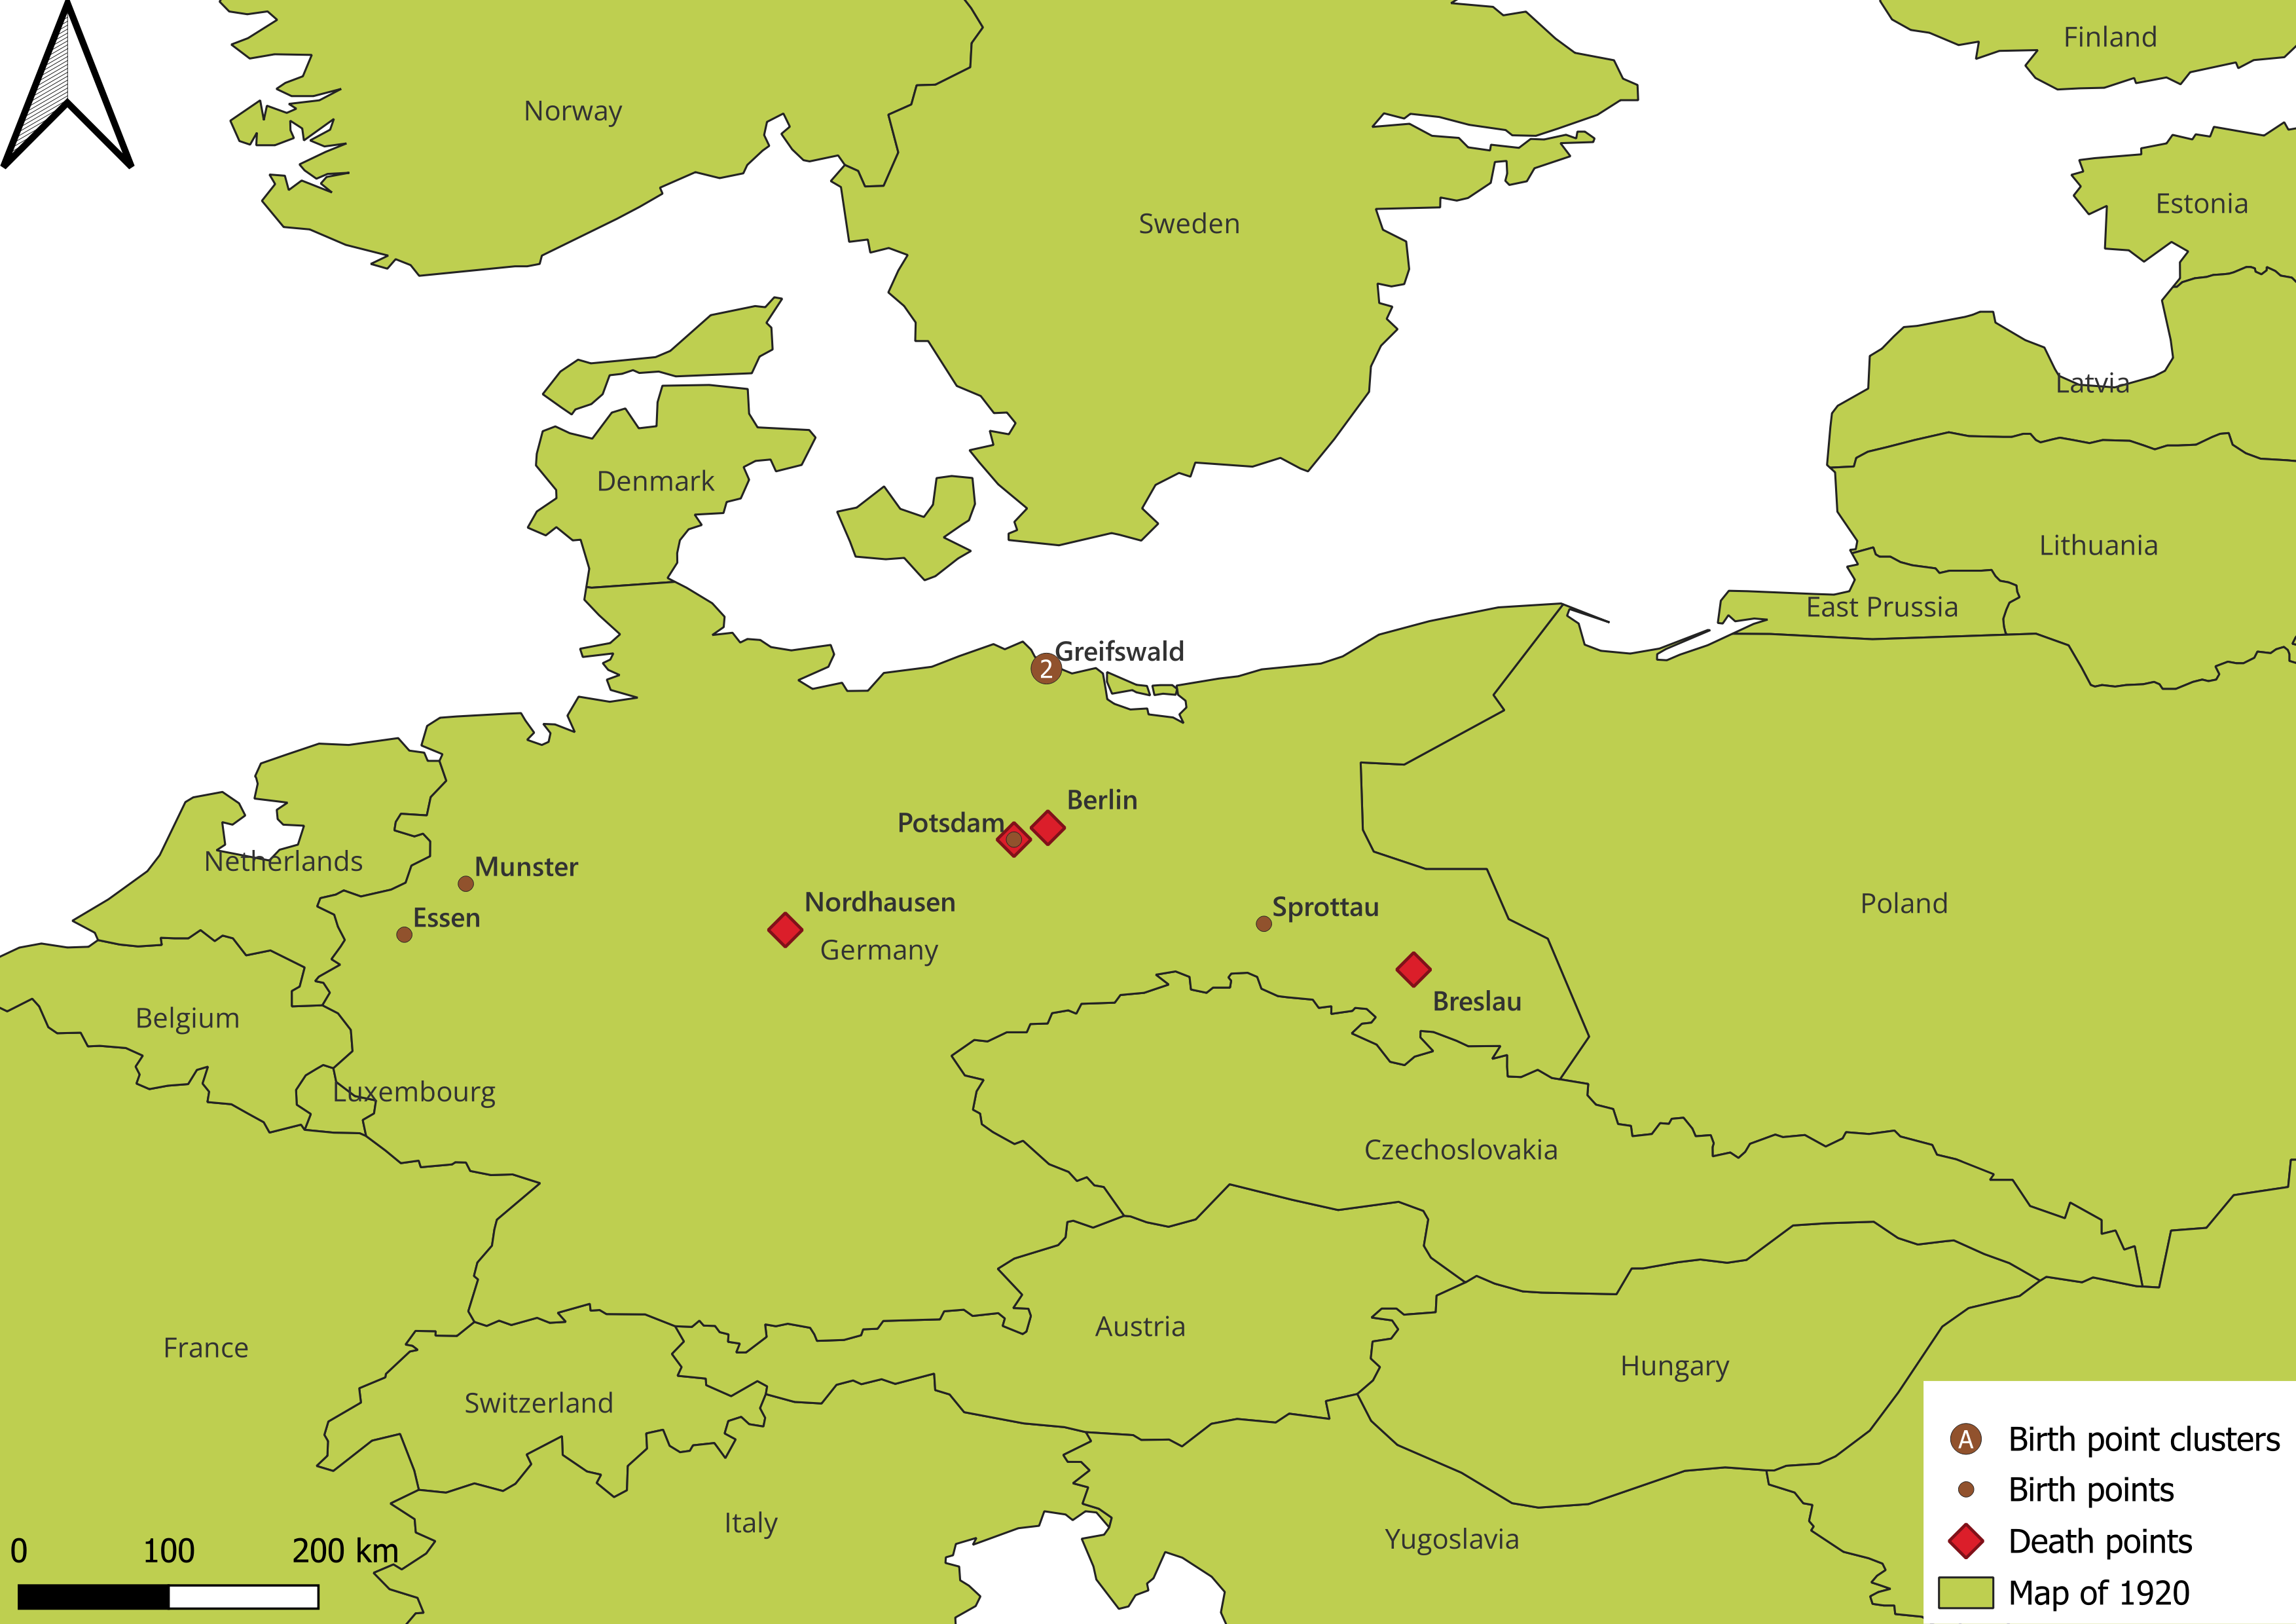 Finland
Norway
Estonia
Sweden
Latvia
Denmark
Lithuania
East Prussia
Greifswald
2
Berlin
Potsdam
Netherlands
Munster
Nordhausen
Sprottau
Poland
Essen
Germany
Breslau
Belgium
Luxembourg
Czechoslovakia
Austria
France
Hungary
Switzerland
A Birth point clusters
Birth points
Italy
Yugoslavia
Death points
0 100 200 km
Map of 1920